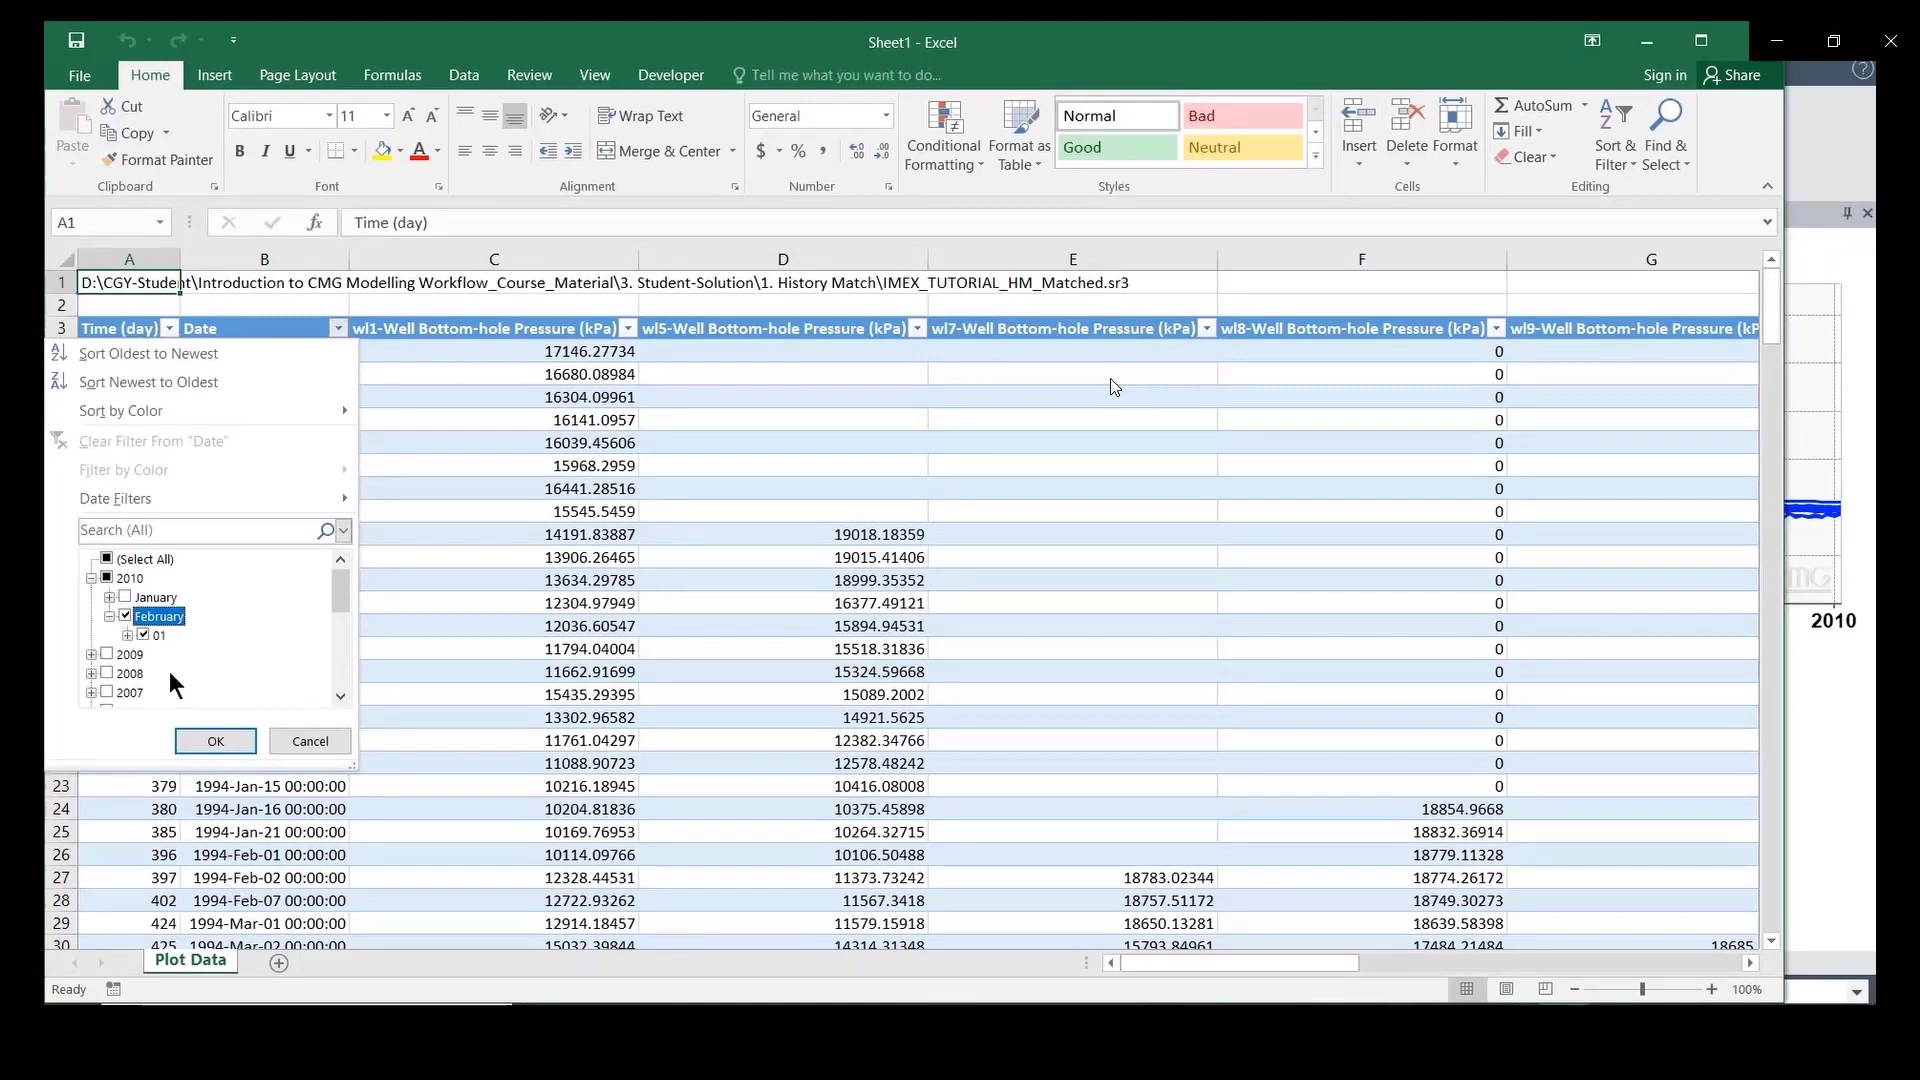 Sheet1 - Excel
File Home Insert Page Layout Formulas Data Review View Developer Tell me what you want to do... Sign in Share
Paste Cut Copy Format Painter Clipboard
Calibri 11 A A B I U A Font
Wrap Text Merge & Center Alignment
General $ % , Number
Conditional Formatting Format as Table Normal Bad Good Neutral Styles
Insert Delete Format Cells
AutoSum Fill Clear Sort & Filter Find & Select Editing
A1 fx Time (day)
A B C D E F G
1 D:\CGY-Student\Introduction to CMG Modelling Workflow_Course_Material\3. Student-Solution\1. History Match\IMEX_TUTORIAL_HM_Matched.sr3
2
3 Time (day) Date wl1-Well Bottom-hole Pressure (kPa) wl5-Well Bottom-hole Pressure (kPa) wl7-Well Bottom-hole Pressure (kPa) wl8-Well Bottom-hole Pressure (kPa) wl9-Well Bottom-hole Pressure (kP
Sort Oldest to Newest
Sort Newest to Oldest
Sort by Color
Clear Filter From "Date"
Filter by Color
Date Filters
Search (All)
(Select All)
2010
January
February
01
2009
2008
2007
OK Cancel
17146.27734 0
16680.08984 0
16304.09961 0
16141.0957 0
16039.45606 0
15968.2959 0
16441.28516 0
15545.5459 0
14191.83887 19018.18359 0
13906.26465 19015.41406 0
13634.29785 18999.35352 0
12304.97949 16377.49121 0
12036.60547 15894.94531 0
11794.04004 15518.31836 0
11662.91699 15324.59668 0
15435.29395 15089.2002 0
13302.96582 14921.5625 0
11761.04297 12382.34766 0
11088.90723 12578.48242 0
23 379 1994-Jan-15 00:00:00 10216.18945 10416.08008 0
24 380 1994-Jan-16 00:00:00 10204.81836 10375.45898 18854.9668
25 385 1994-Jan-21 00:00:00 10169.76953 10264.32715 18832.36914
26 396 1994-Feb-01 00:00:00 10114.09766 10106.50488 18779.11328
27 397 1994-Feb-02 00:00:00 12328.44531 11373.73242 18783.02344 18774.26172
28 402 1994-Feb-07 00:00:00 12722.93262 11567.3418 18757.51172 18749.30273
29 424 1994-Mar-01 00:00:00 12914.18457 11579.15918 18650.13281 18639.58398
30 425 1994-Mar-02 00:00:00 15032.39844 14314.31348 15793.84961 17484.21484 18685
Plot Data
Ready 100%
2010